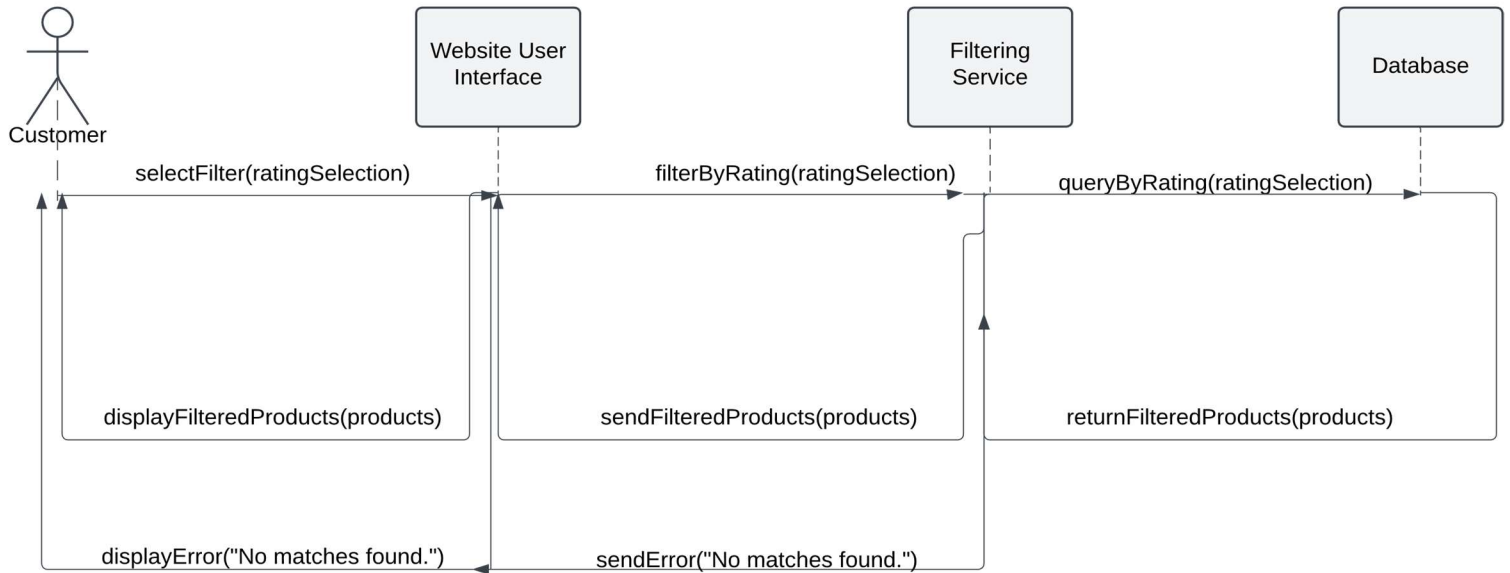 Website User
Interface
Filtering
Service
Database
Customer
selectFilter(ratingSelection)
filterByRating(ratingSelection)
queryByRating(ratingSelection)
displayFilteredProducts(products)
sendFilteredProducts(products)
returnFilteredProducts(products)
displayError("No matches found.")
sendError("No matches found.")